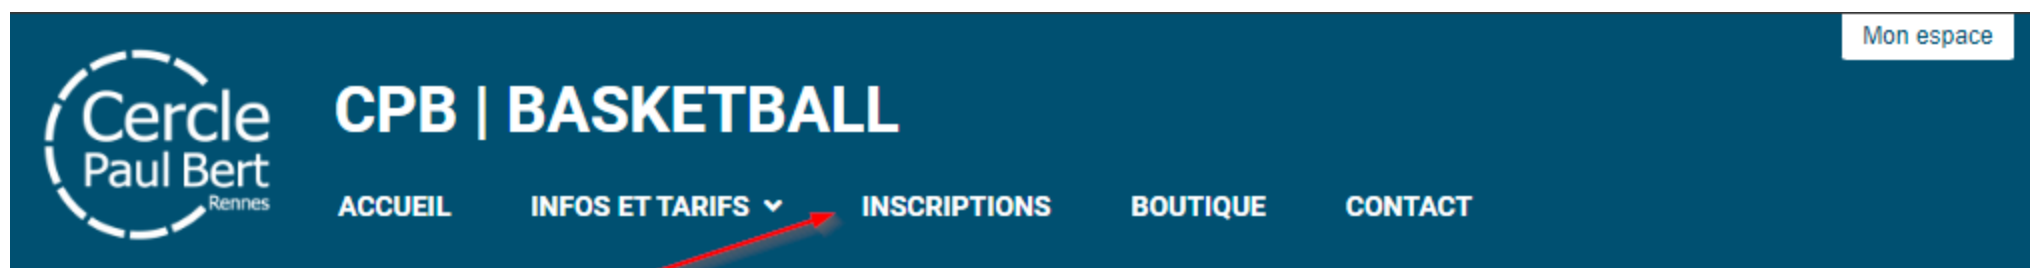 Mon espace
Cercle
Paul Bert
Rennes
CPB | BASKETBALL
ACCUEIL INFOS ET TARIFS INSCRIPTIONS BOUTIQUE CONTACT